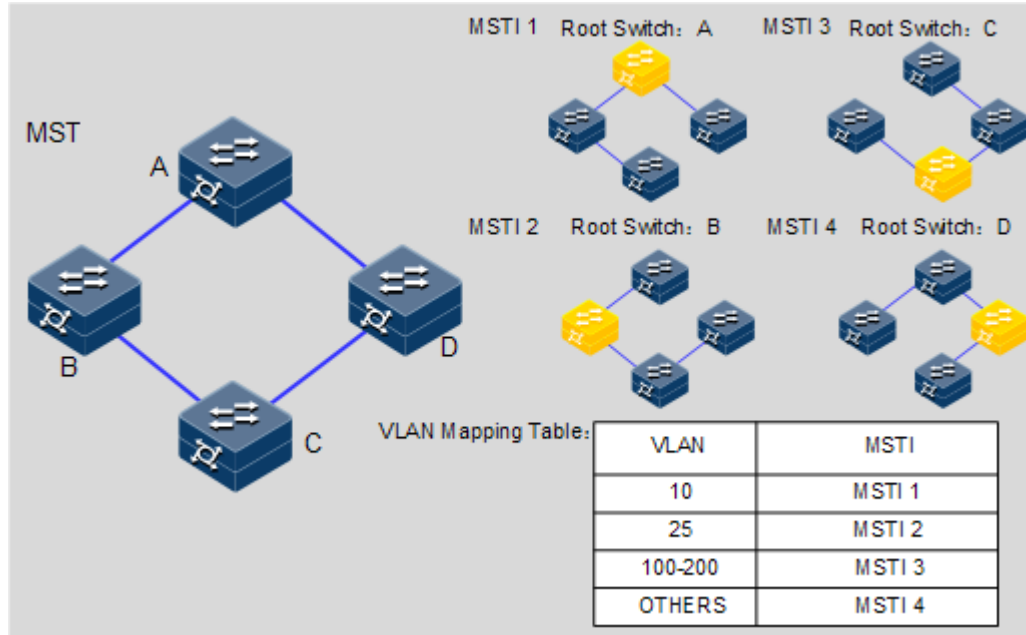 MSTI 1 Root Switch：A
MSTI 3 Root Switch：C
MST
A
B
D
C
MSTI 2 Root Switch：B
MSTI 4 Root Switch：D
VLAN Mapping Table：
VLAN MSTI
10 MSTI 1
25 MSTI 2
100-200 MSTI 3
OTHERS MSTI 4